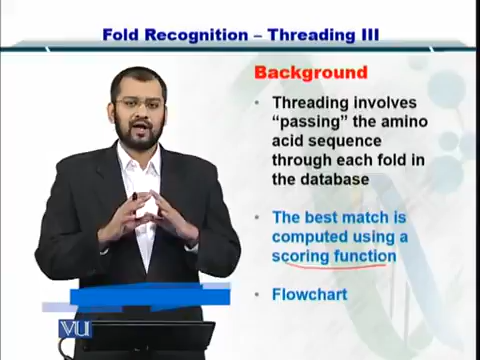 Fold Recognition – Threading III
Background
• Threading involves
"passing" the amino
acid sequence
through each fold in
the database
• The best match is
computed using a
scoring function
• Flowchart
VU